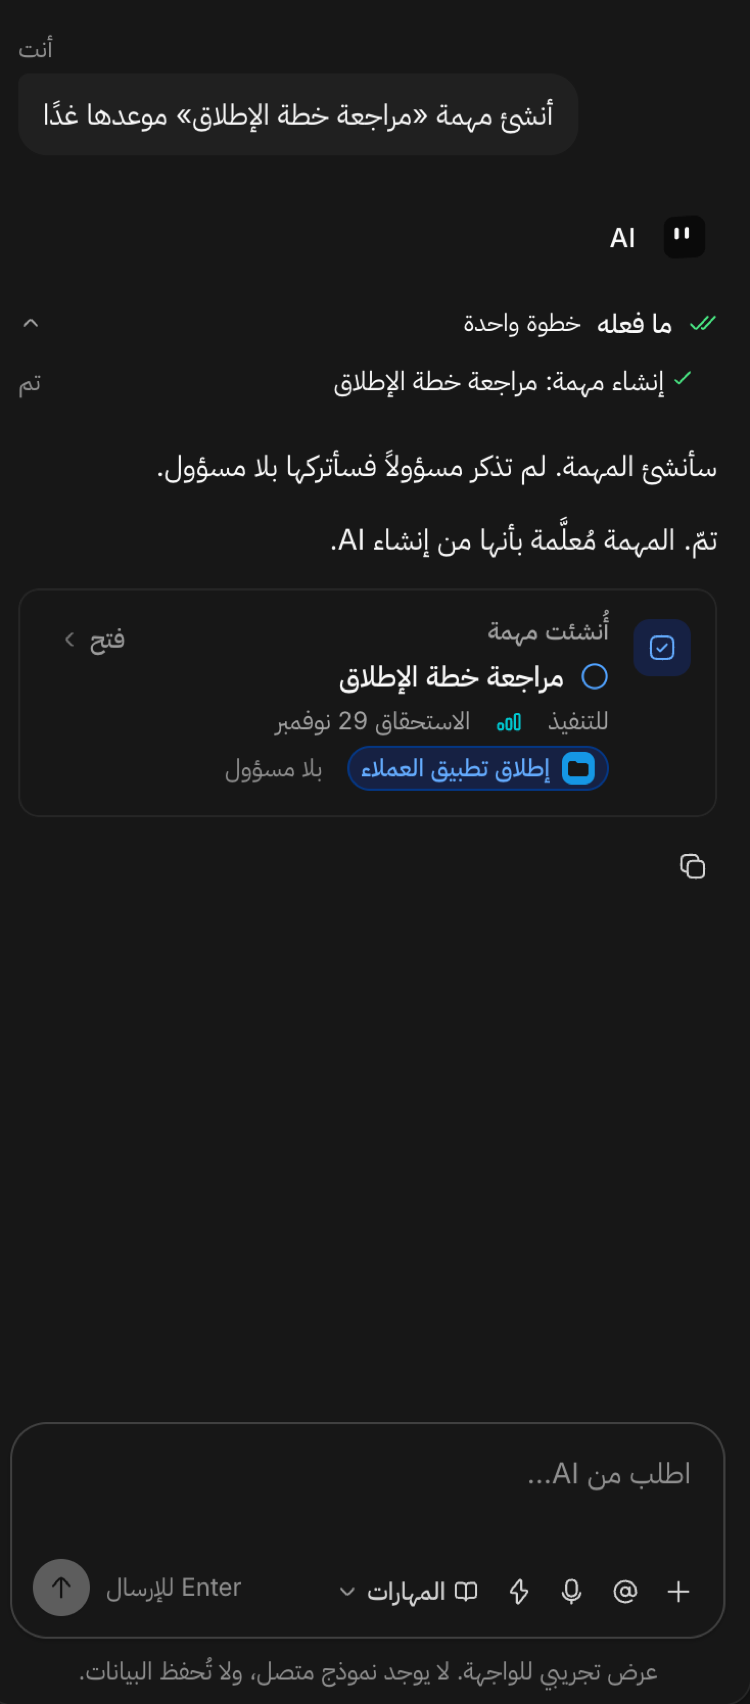 أنت
أنشئ مهمة «مراجعة خطة الإطلاق» موعدها غدًا
AI
ما فعله خطوة واحدة
إنشاء مهمة: مراجعة خطة الإطلاق تم
سأنشئ المهمة. لم تذكر مسؤولاً فسأتركها بلا مسؤول.
تمّ. المهمة مُعلَّمة بأنها من إنشاء AI.
أُنشئت مهمة فتح
مراجعة خطة الإطلاق
للتنفيذ الاستحقاق 29 نوفمبر
إطلاق تطبيق العملاء بلا مسؤول
اطلب من AI...
المهارات Enter للإرسال
عرض تجريبي للواجهة. لا يوجد نموذج متصل، ولا تُحفظ البيانات.